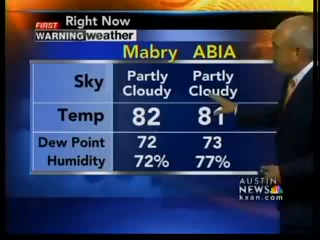 Right Now
FIRST
WARNING weather
Mabry ABIA
Sky Partly Cloudy Partly Cloudy
Temp 82 81
Dew Point 72 73
Humidity 72% 77%
AUSTIN
NEWS
kxan.com